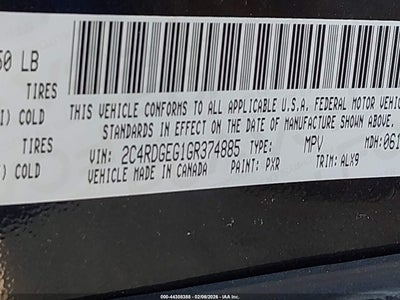 50 LB
TIRES
I) COLD
TIRES
) COLD
THIS VEHICLE CONFORMS TO ALL APPLICABLE U.S.A. FEDERAL MOTOR VEHIC
STANDARDS IN EFFECT ON THE DATE OF MANUFACTURE SHOWN ABOVE.
VIN: 2C4RDGEG1GR374885 TYPE: MPV MDH: 061
VEHICLE MADE IN CANADA PAINT: PXR TRIM: ALX9
000-44308388 | 02/06/2026 | IAA Inc.